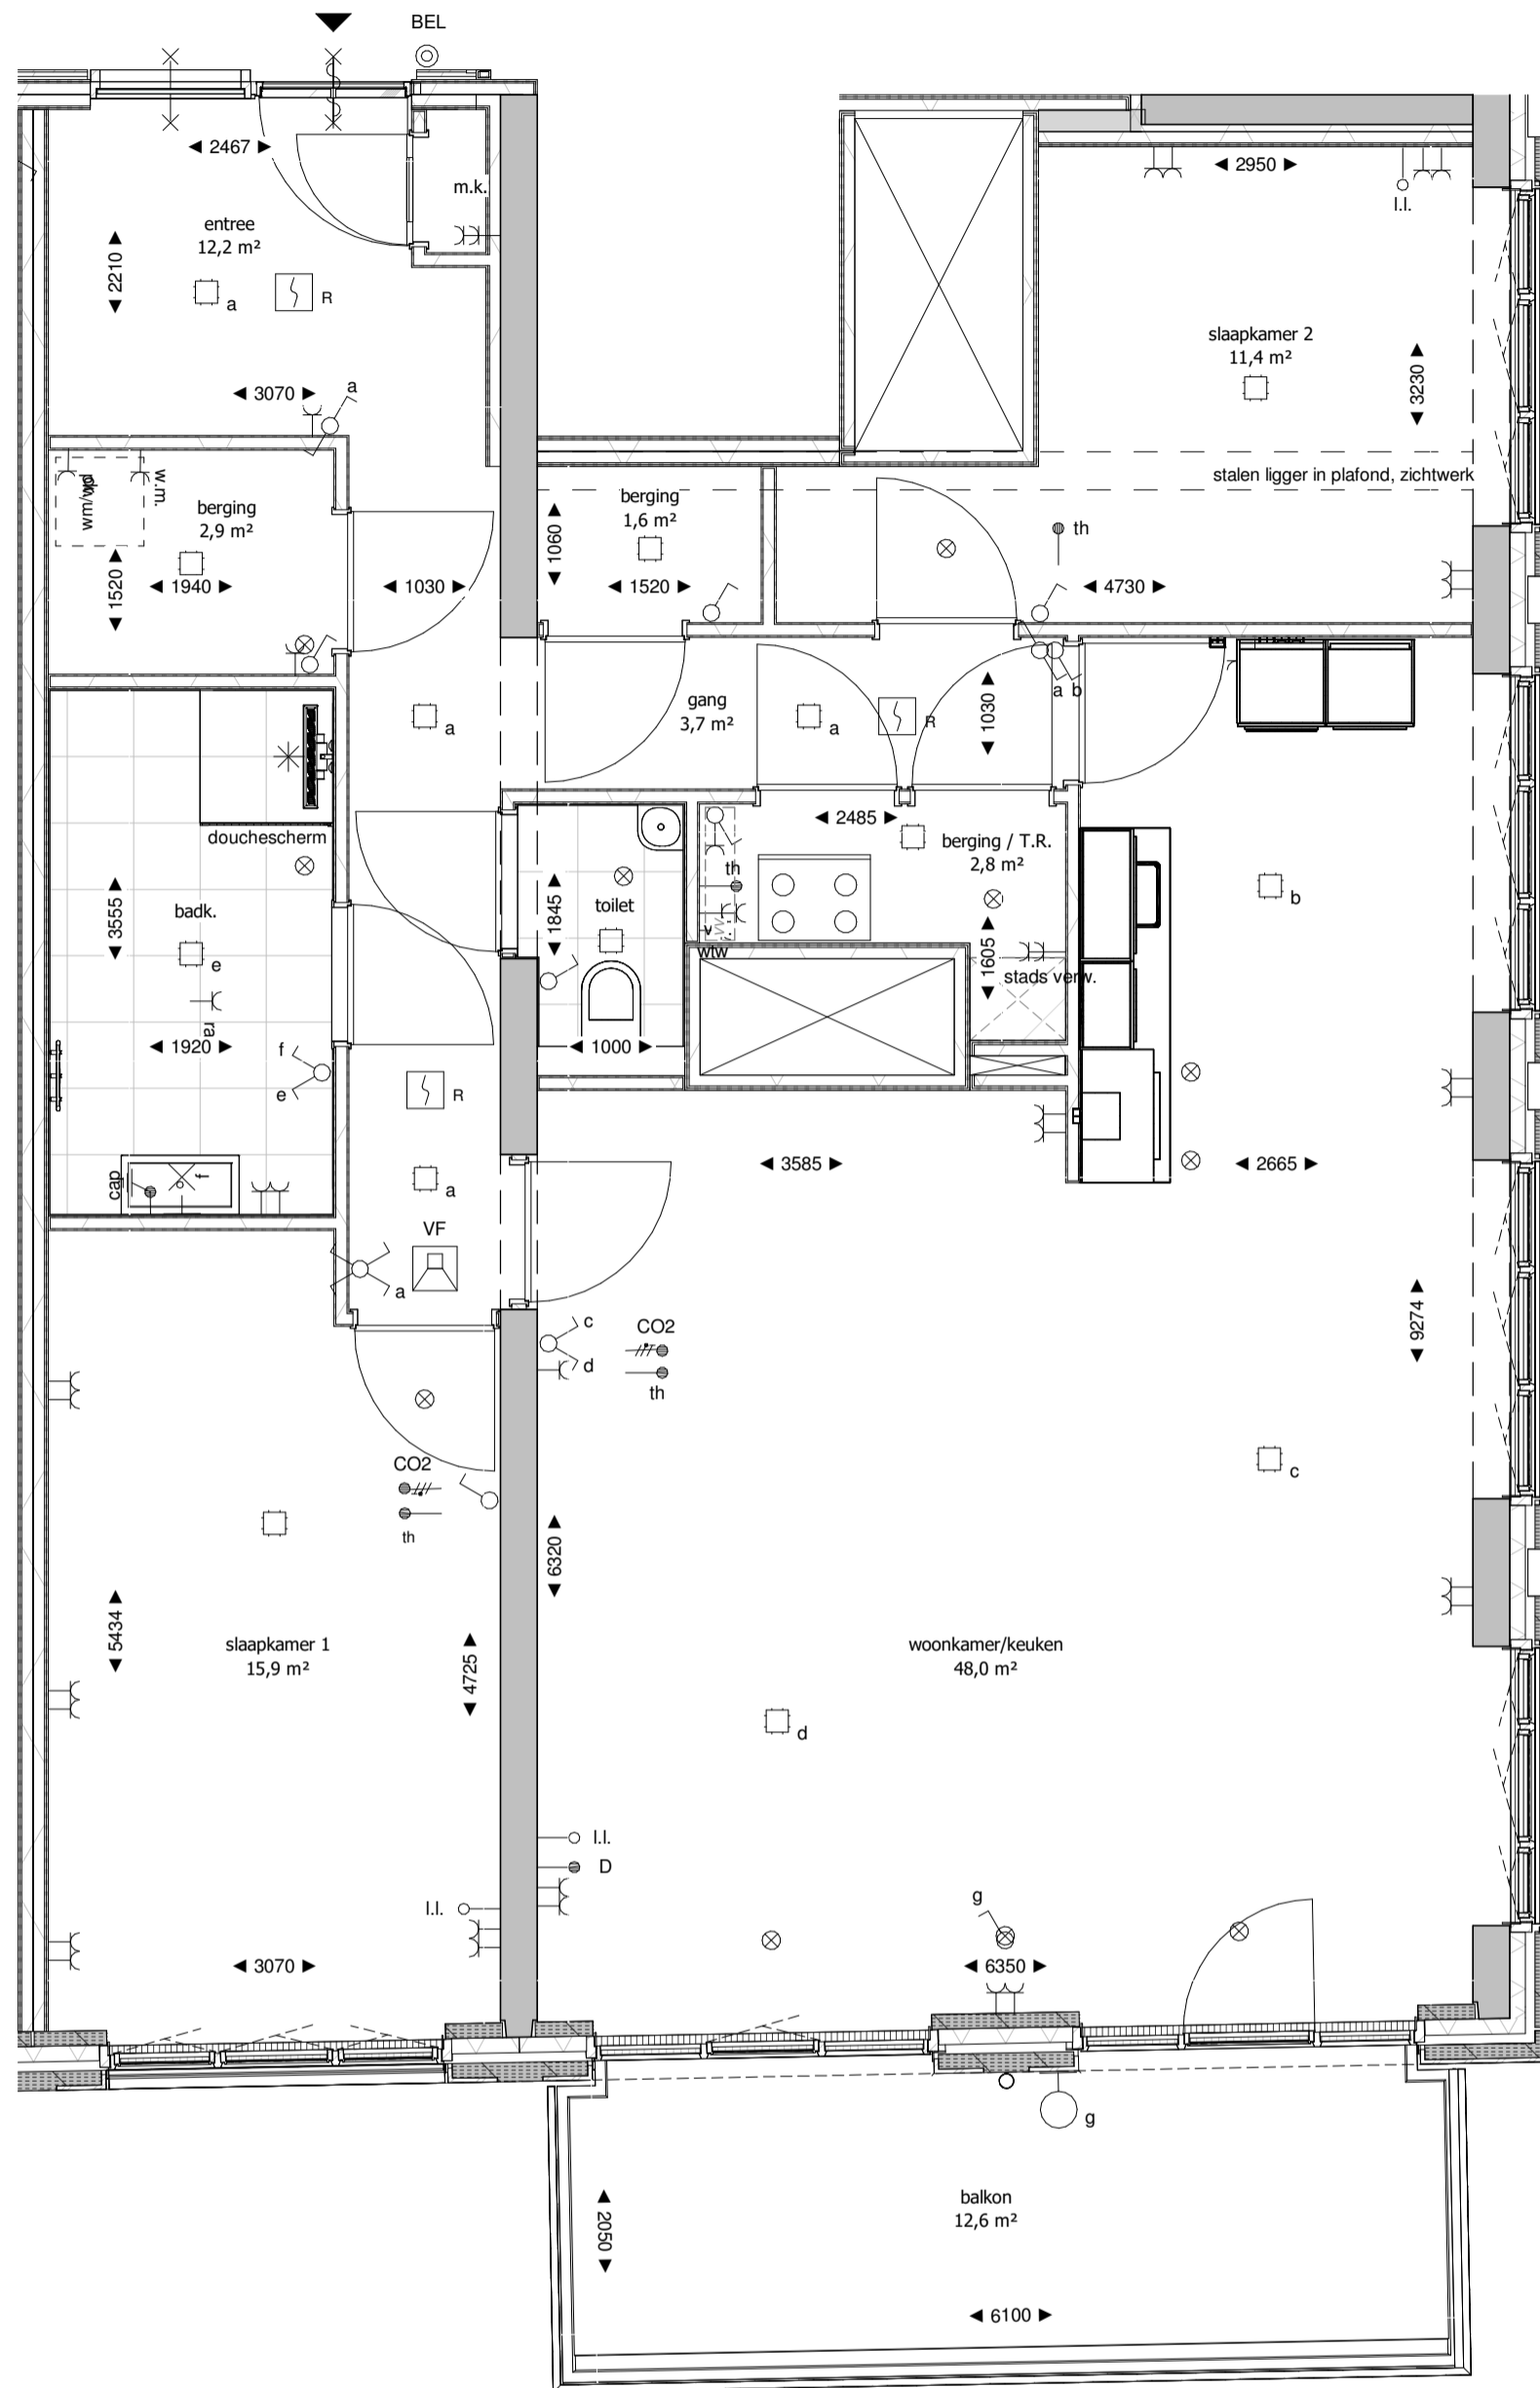 BEL
◄ 2467 ►
m.k.
entree
12,2 m²
◄ 2210 ►
a
R
◄ 3070 ►
a
◄ 2950 ►
l.l.
slaapkamer 2
11,4 m²
◄ 3230 ►
stalen ligger in plafond, zichtwerk
w.m.
berging
2,9 m²
◄ 1520 ►
◄ 1940 ►
◄ 1030 ►
berging
1,6 m²
◄ 1060 ►
◄ 1520 ►
th
◄ 4730 ►
a
gang
3,7 m²
a
R
◄ 1030 ►
a b
douchescherm
badk.
◄ 3555 ►
e
ra
◄ 1920 ►
f
e
cap
f
toilet
◄ 1845 ►
◄ 1000 ►
◄ 2485 ►
berging / T.R.
2,8 m²
th
wtw
◄ 1605 ►
stads verw.
b
R
a
VF
a
◄ 3585 ►
◄ 2665 ►
◄ 9274 ►
c
d
CO2
th
CO2
th
c
◄ 6320 ►
◄ 5434 ►
slaapkamer 1
15,9 m²
◄ 4725 ►
woonkamer/keuken
48,0 m²
d
l.l.
D
l.l.
g
◄ 3070 ►
◄ 6350 ►
g
balkon
12,6 m²
◄ 2050 ►
◄ 6100 ►